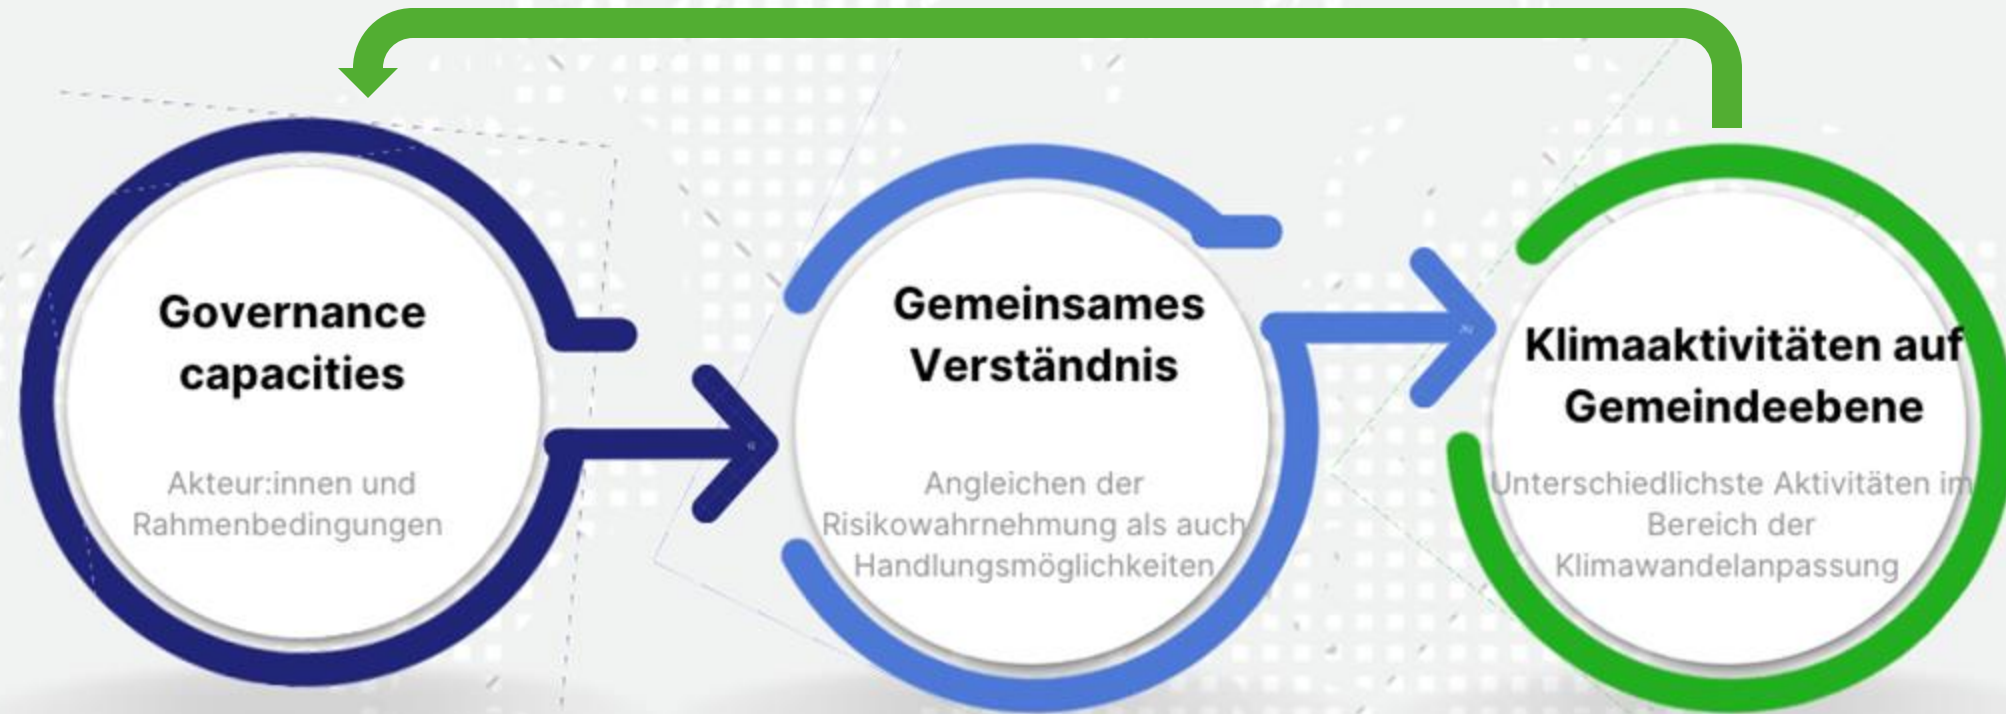 Governance
capacities
Akteur:innen und
Rahmenbedingungen
Gemeinsames
Verständnis
Angleichen der
Risikowahrnehmung als auch
Handlungsmöglichkeiten
Klimaaktivitäten auf
Gemeindeebene
Unterschiedlichste Aktivitäten im
Bereich der
Klimawandelanpassung